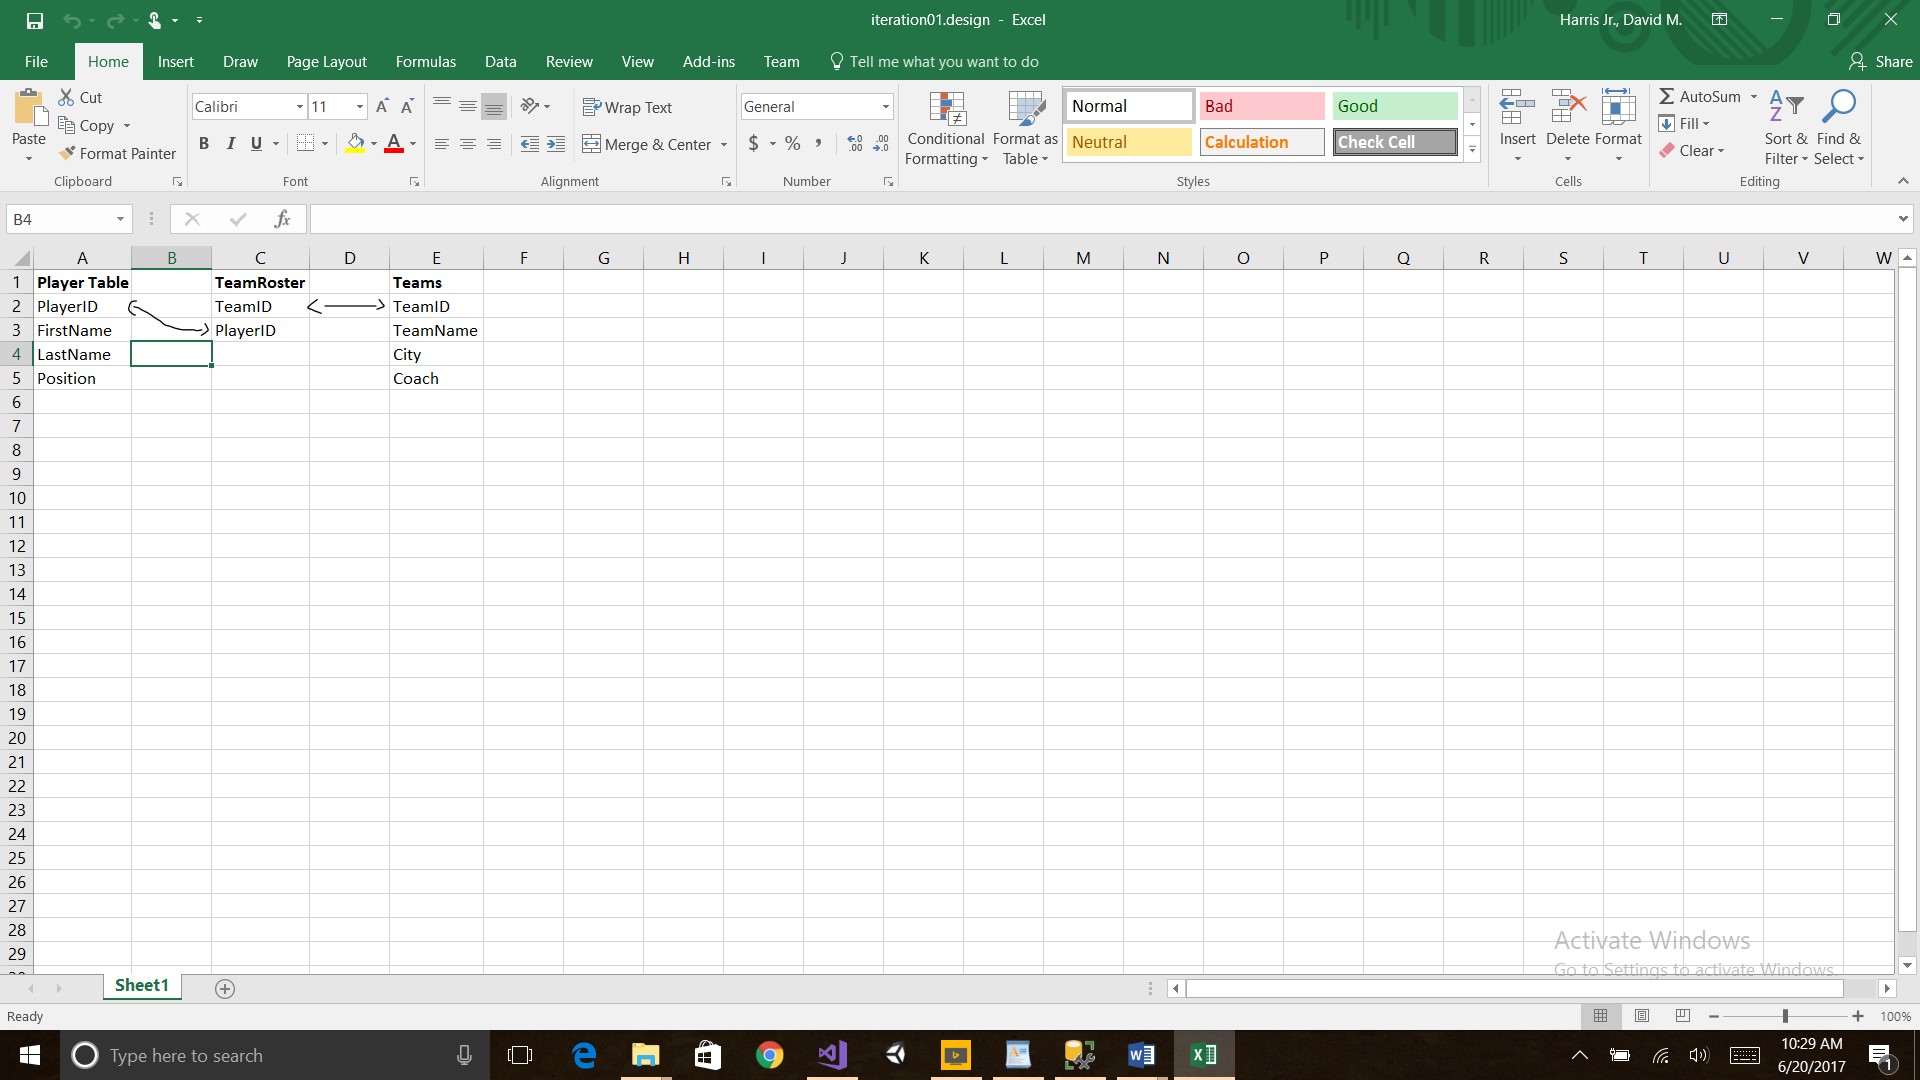 iteration01.design - Excel
Harris Jr., David M.
File Home Insert Draw Page Layout Formulas Data Review View Add-ins Team Tell me what you want to do Share
Paste
Cut
Copy
Format Painter
Clipboard
Calibri 11
B I U
Font
Wrap Text
Merge & Center
Alignment
General
$ % ,
Number
Conditional Formatting
Format as Table
Normal Bad Good
Neutral Calculation Check Cell
Styles
Insert Delete Format
Cells
AutoSum
Fill
Clear
Sort & Filter
Find & Select
Editing
B4 fx
A B C D E F G H I J K L M N O P Q R S T U V W
1 Player Table TeamRoster Teams
2 PlayerID TeamID TeamID
3 FirstName PlayerID TeamName
4 LastName City
5 Position Coach
6
7
8
9
10
11
12
13
14
15
16
17
18
19
20
21
22
23
24
25
26
27
28
29
Activate Windows
Go to Settings to activate Windows.
Sheet1
Ready
100%
Type here to search
10:29 AM
6/20/2017
1